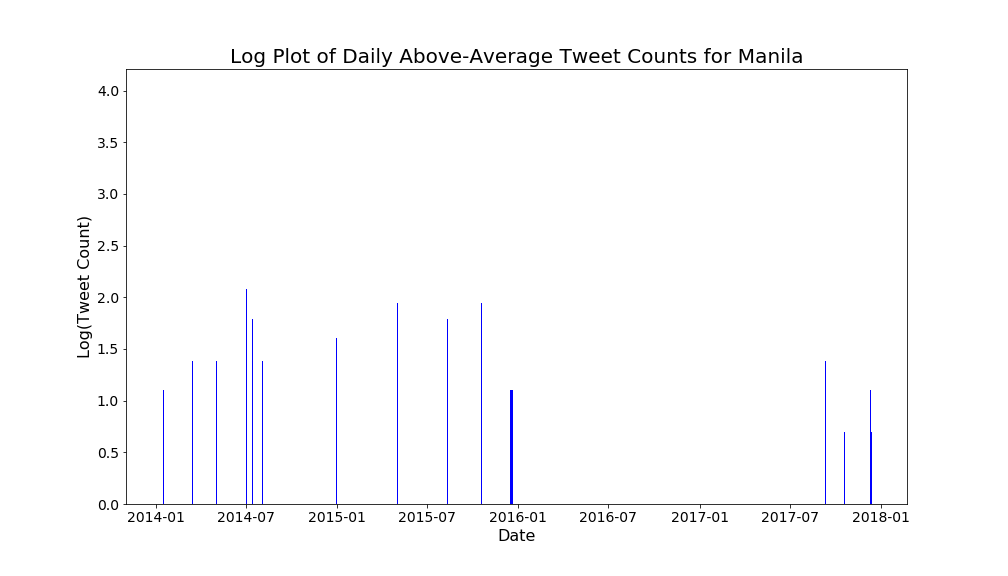 Log Plot of Daily Above-Average Tweet Counts for Manila
4.0
3.5
3.0
2.5
2.0
1.5
1.0
0.5
0.0
Log(Tweet Count)
2014-01 2014-07 2015-01 2015-07 2016-01 2016-07 2017-01 2017-07 2018-01
Date